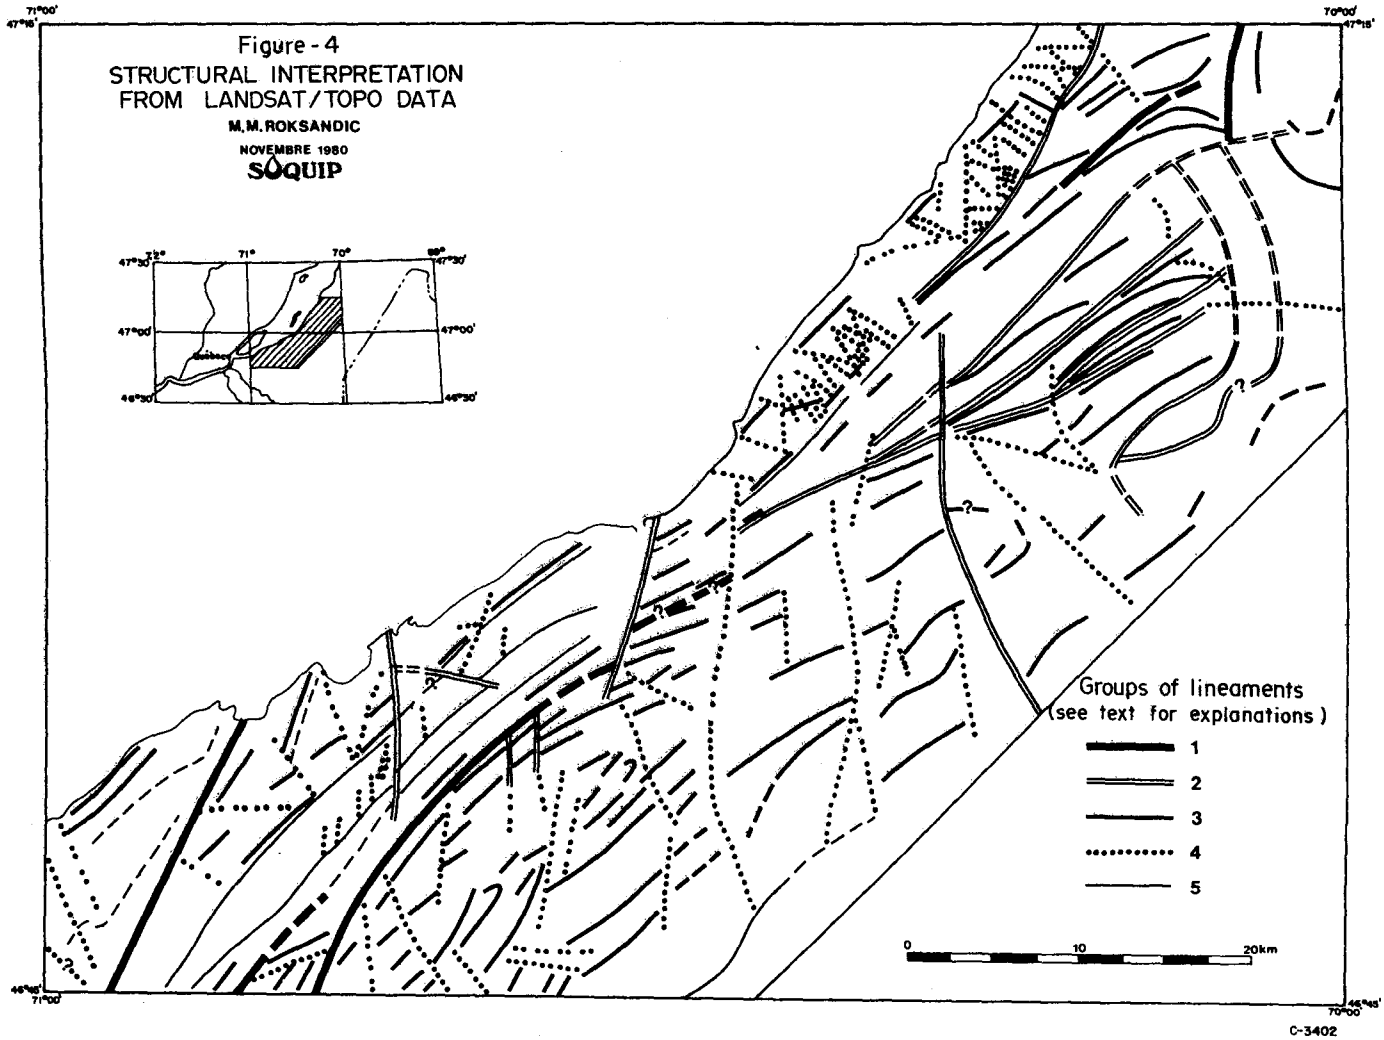 71°00'
70°00'
47°15'
47°15'
Figure - 4
STRUCTURAL INTERPRETATION
FROM LANDSAT/TOPO DATA
M.M. ROKSANDIC
NOVEMBRE 1980
SOQUIP
72°
71°
70°
47°30'
47°30'
47°00'
47°00'
Québec
46°30'
46°30'
?
?
?
?
?
?
Groups of lineaments
(see text for explanations)
1
2
3
4
5
0
10
20km
46°45'
46°45'
71°00'
70°00'
C-3402